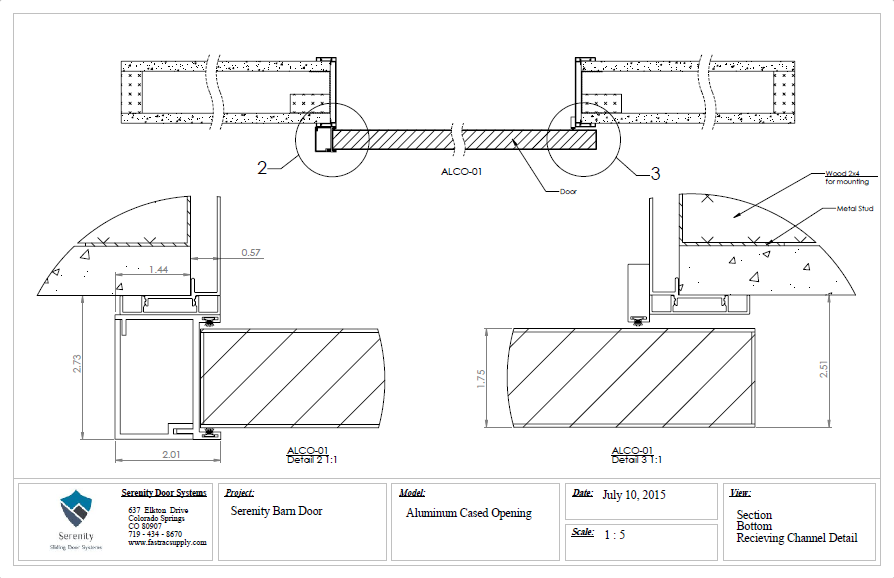 2
3
ALCO-01
Door
Wood 2x4
for mounting
Metal Stud
0.57
1.44
2.73
2.01
ALCO-01
Detail 2 1:1
1.75
2.51
ALCO-01
Detail 3 1:1
Serenity
Sliding Door Systems
Serenity Door Systems
637 Elkton Drive
Colorado Springs
CO 80907
719 - 434 - 8670
www.fastracsupply.com
Project:
Serenity Barn Door
Model:
Aluminum Cased Opening
Date: July 10, 2015
Scale: 1 : 5
View:
Section
Bottom
Recieving Channel Detail